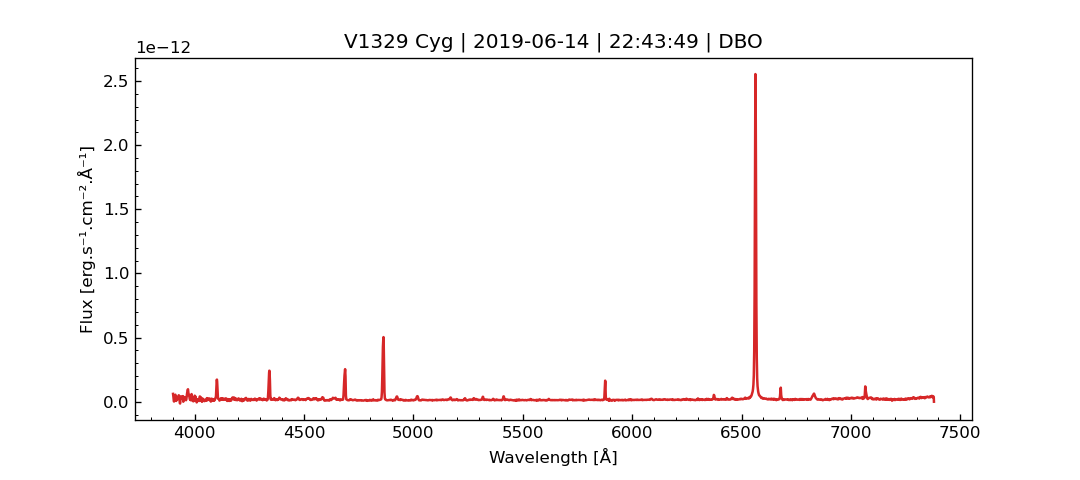 V1329 Cyg | 2019-06-14 | 22:43:49 | DBO
1e−12
2.5
2.0
1.5
1.0
0.5
0.0
Flux [erg.s⁻¹.cm⁻².Å⁻¹]
4000 4500 5000 5500 6000 6500 7000 7500
Wavelength [Å]